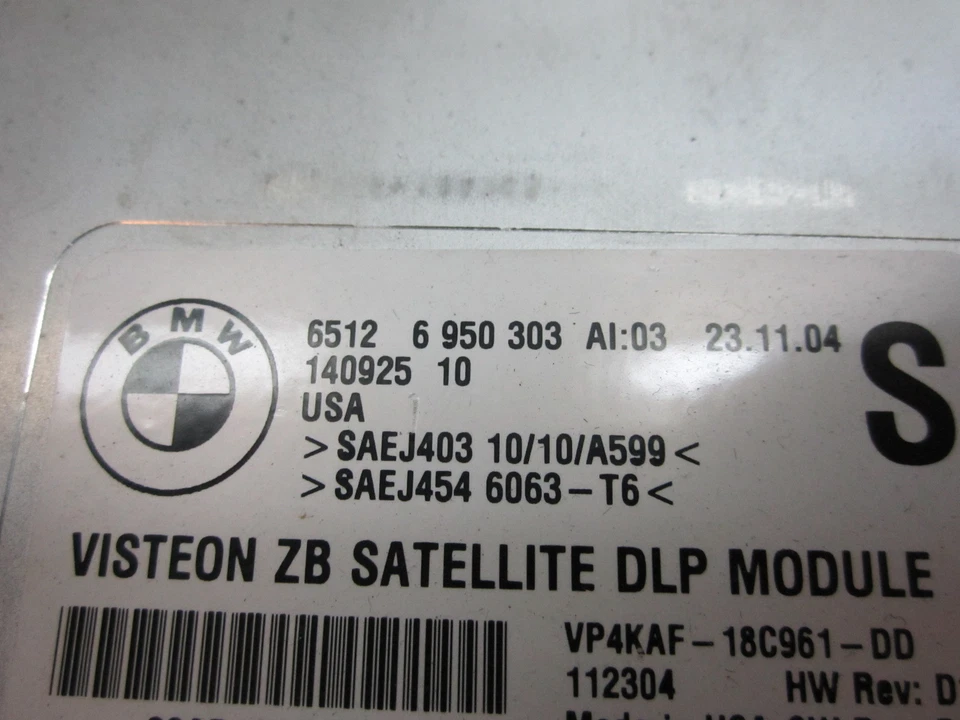 BMW
6512 6 950 303 AI:03 23.11.04
140925 10
USA
>SAEJ403 10/10/A599<
>SAEJ454 6063-T6<
S
VISTEON ZB SATELLITE DLP MODULE
VP4KAF-18C961-DD
112304 HW Rev: